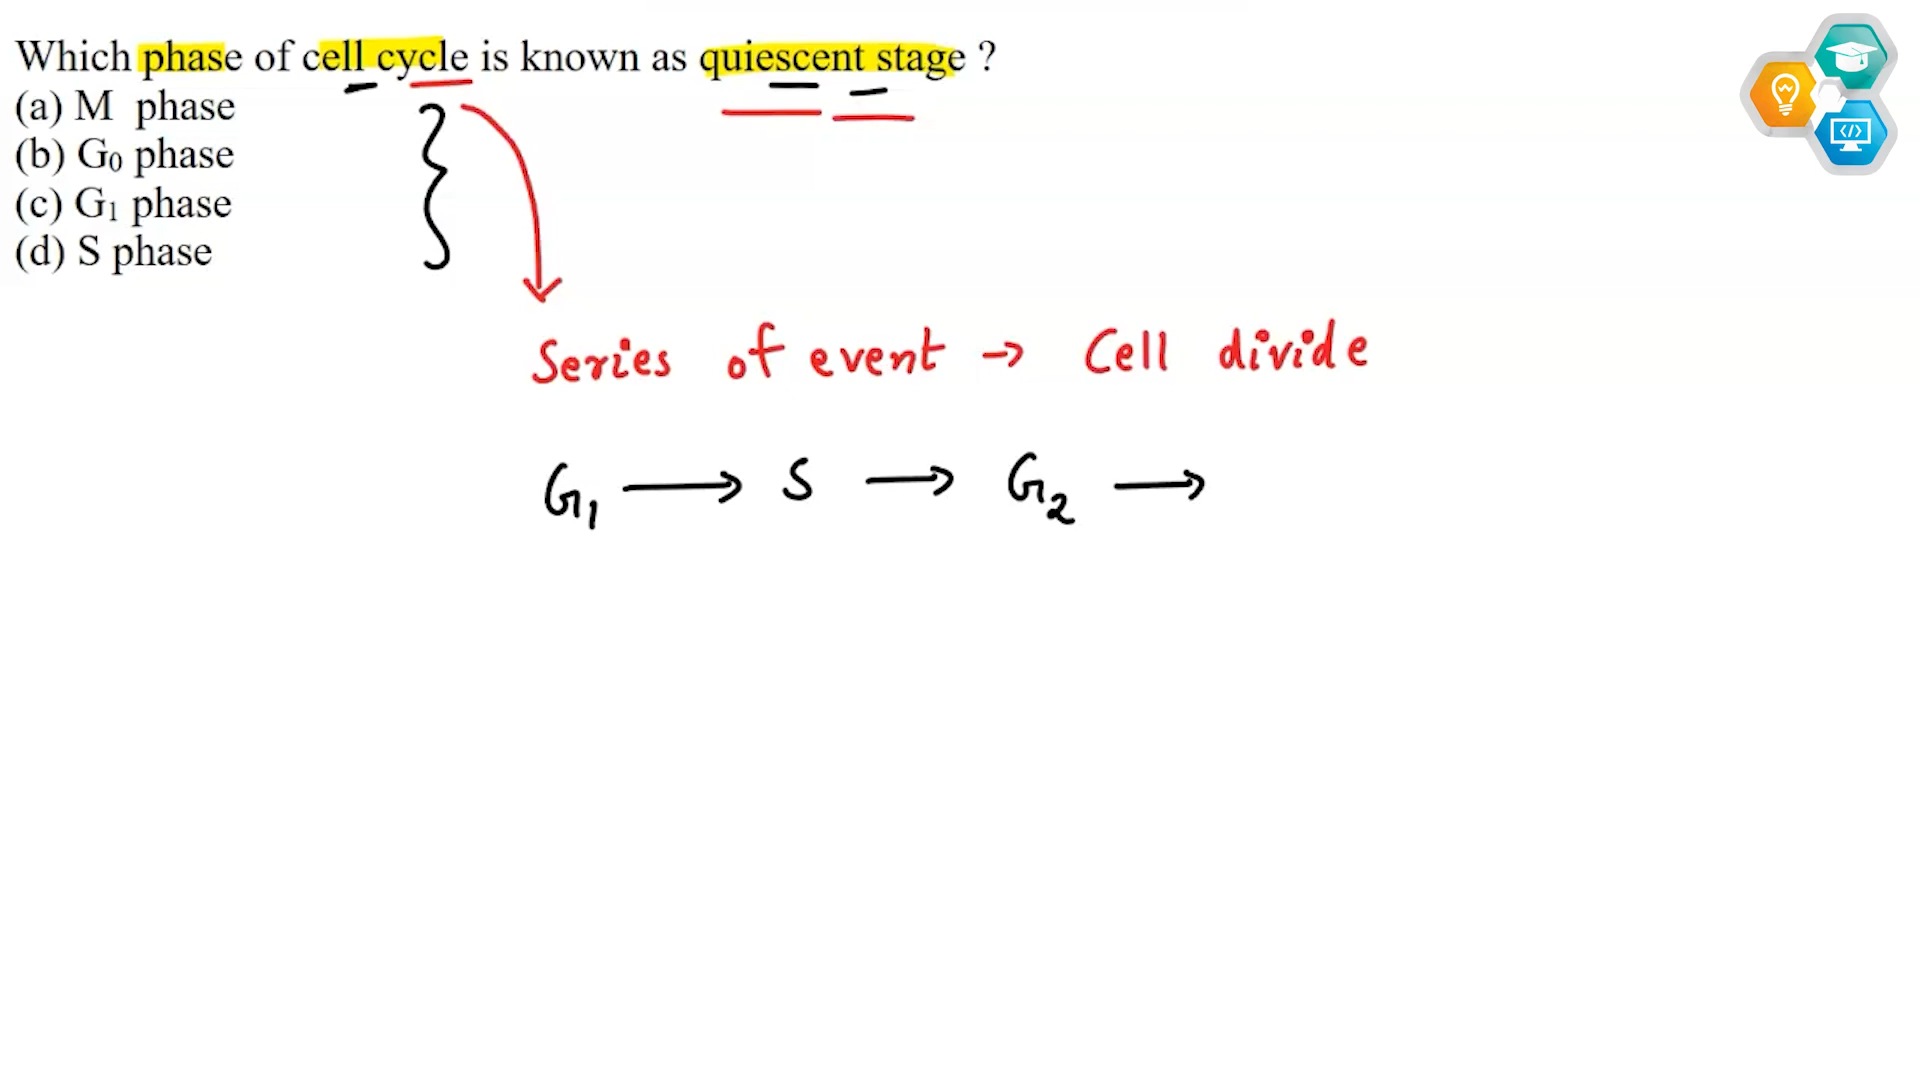 Which phase of cell cycle is known as quiescent stage ?
(a) M phase
(b) G₀ phase
(c) G₁ phase
(d) S phase
Series of event → Cell divide
G₁ → S → G₂ →